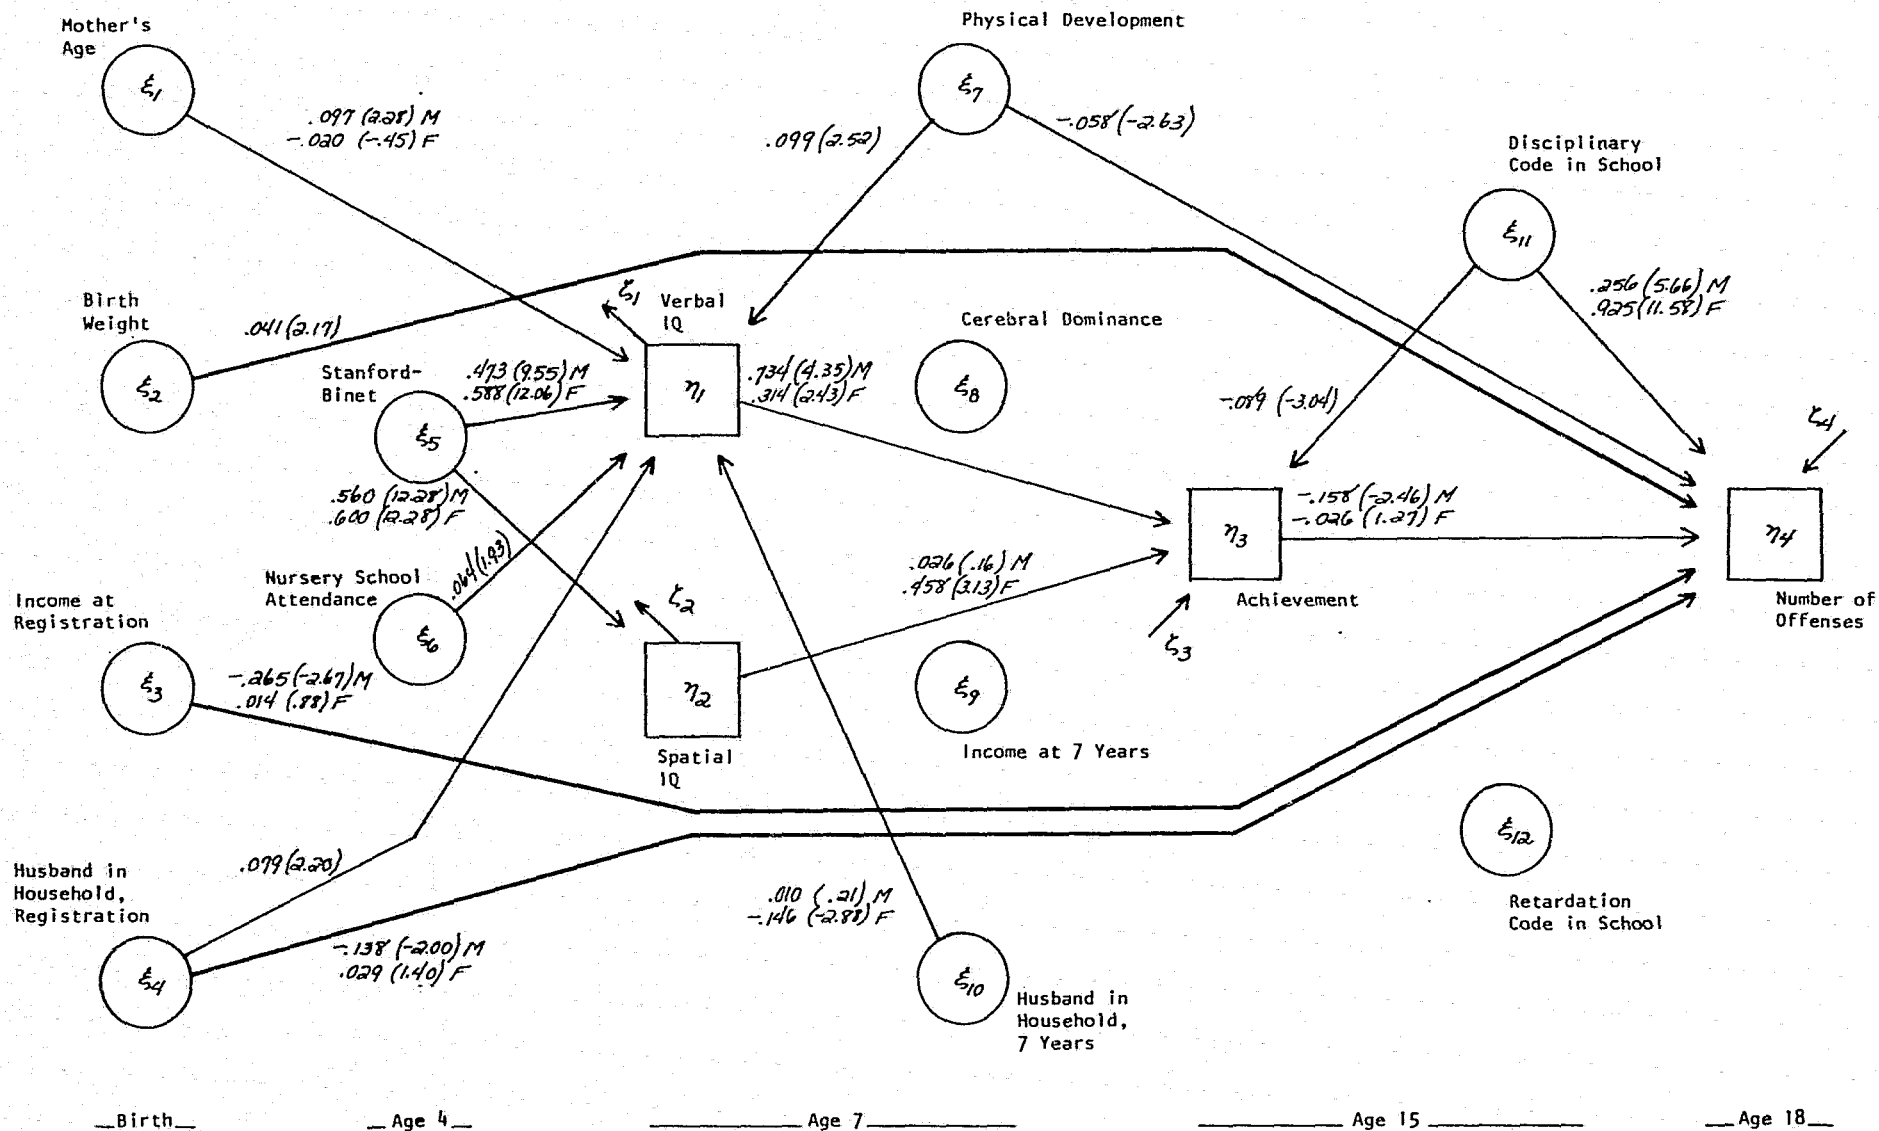 Mother's
Age
ξ1
.097 (2.28) M
-.020 (-.45) F
Physical Development
ξ7
.099 (2.52)
-.058 (-2.63)
Disciplinary
Code in School
ξ11
.256 (5.66) M
.925 (11.58) F
-.089 (-3.04)
Birth
Weight
ξ2
.041 (2.17)
ζ1
Verbal
IQ
η1
Stanford-
Binet
ξ5
.473 (9.55) M
.588 (12.06) F
.734 (4.35) M
.314 (2.43) F
Cerebral Dominance
ξ8
.560 (12.28) M
.600 (12.28) F
Nursery School
Attendance
ξ6
.064 (1.93)
ζ2
η2
Spatial
IQ
.026 (.16) M
.458 (3.13) F
η3
Achievement
ζ3
-.158 (-2.46) M
-.026 (1.27) F
ζ4
η4
Number of
Offenses
Income at
Registration
ξ3
-.265 (-2.67) M
.014 (.88) F
ξ9
Income at 7 Years
ξ12
Retardation
Code in School
Husband in
Household,
Registration
ξ4
.079 (2.20)
-.138 (-2.00) M
.029 (1.40) F
.010 (.21) M
-.146 (-2.88) F
ξ10
Husband in
Household,
7 Years
Birth
Age 4
Age 7
Age 15
Age 18